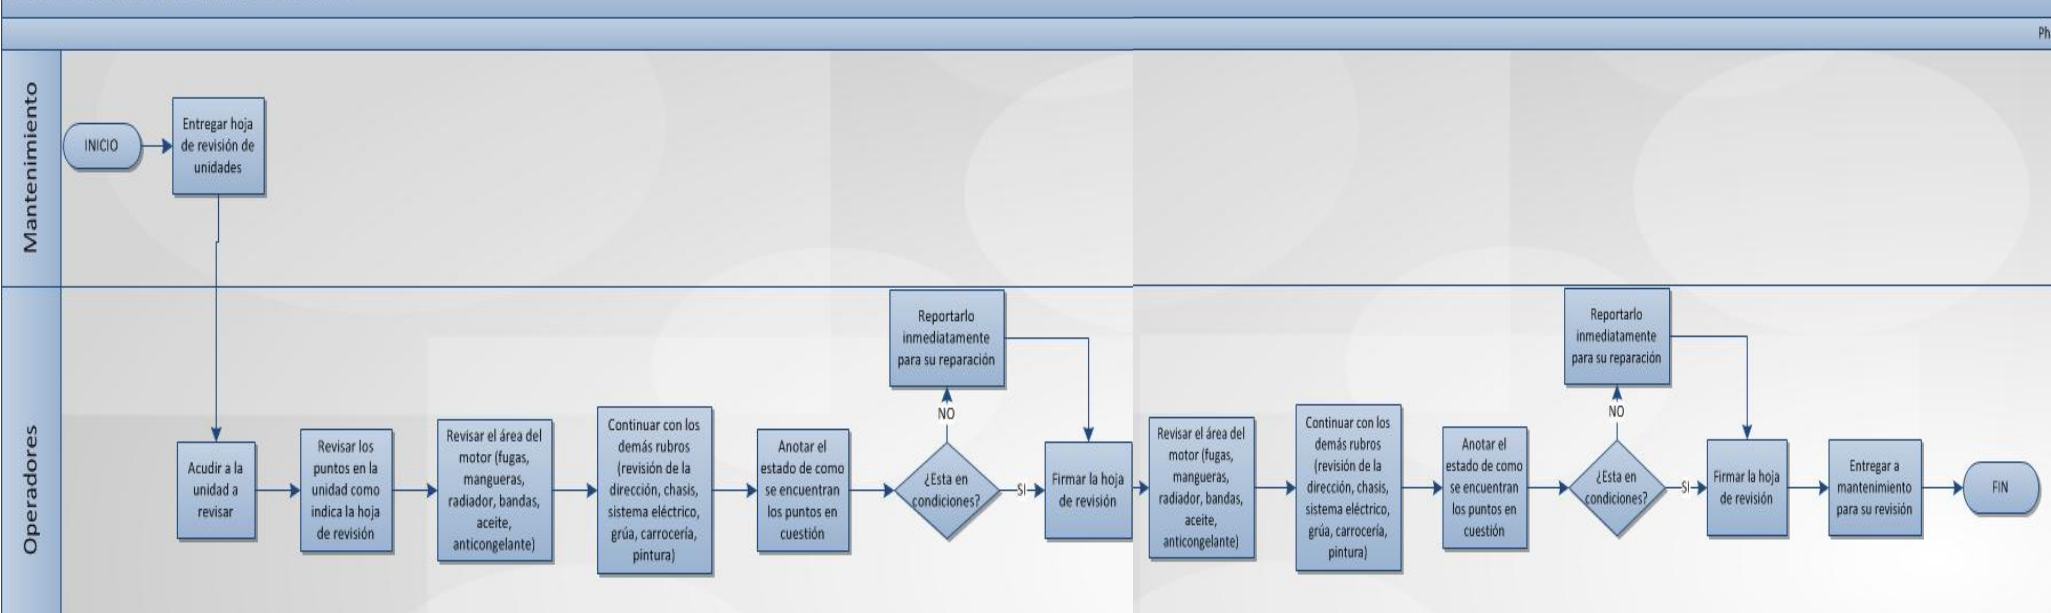 Ph
Mantenimiento
INICIO
Entregar hoja
de revisión de
unidades
Operadores
Acudir a la
unidad a
revisar
Revisar los
puntos en la
unidad como
indica la hoja
de revisión
Revisar el área del
motor (fugas,
mangueras,
radiador, bandas,
aceite,
anticongelante)
Continuar con los
demás rubros
(revisión de la
dirección, chasis,
sistema eléctrico,
grúa, carrocería,
pintura)
Anotar el
estado de como
se encuentran
los puntos en
cuestión
¿Esta en
condiciones?
NO
Reportarlo
inmediatamente
para su reparación
SI
Firmar la hoja
de revisión
Revisar el área del
motor (fugas,
mangueras,
radiador, bandas,
aceite,
anticongelante)
Continuar con los
demás rubros
(revisión de la
dirección, chasis,
sistema eléctrico,
grúa, carrocería,
pintura)
Anotar el
estado de como
se encuentran
los puntos en
cuestión
¿Esta en
condiciones?
NO
Reportarlo
inmediatamente
para su reparación
SI
Firmar la hoja
de revisión
Entregar a
mantenimiento
para su revisión
FIN